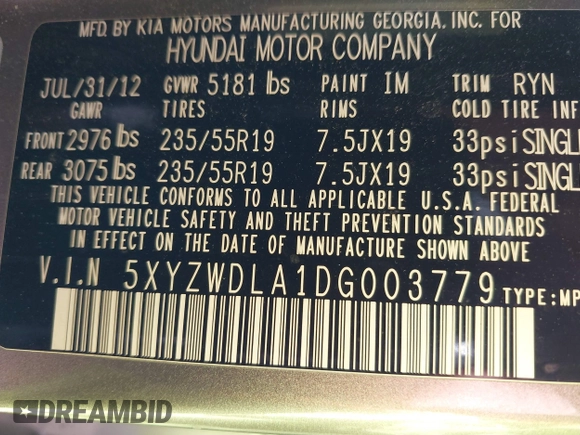 MFD. BY KIA MOTORS MANUFACTURING GEORGIA. INC. FOR
HYUNDAI MOTOR COMPANY
JUL/31/12 GVWR 5181 lbs PAINT IM TRIM RYN
GAWR TIRES RIMS COLD TIRE INF
FRONT 2976 lbs 235/55R19 7.5JX19 33psi SINGL
REAR 3075 lbs 235/55R19 7.5JX19 33psi SINGL
THIS VEHICLE CONFORMS TO ALL APPLICABLE U.S.A. FEDERAL
MOTOR VEHICLE SAFETY AND THEFT PREVENTION STANDARDS
IN EFFECT ON THE DATE OF MANUFACTURE SHOWN ABOVE.
V.I.N 5XYZWDLA1DG003779 TYPE:MP
DREAMBID